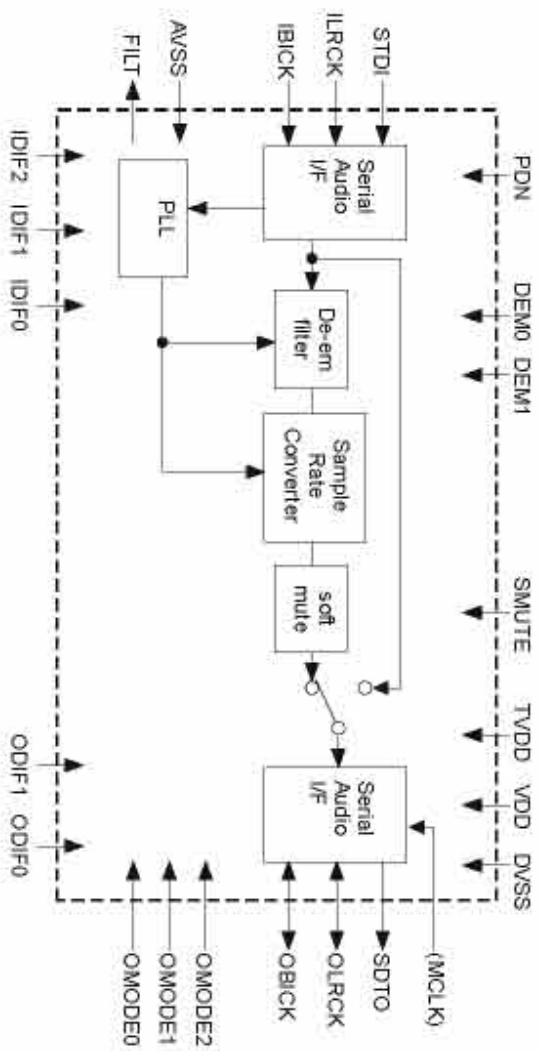 PDN
DEM0
DEM1
SMUTE
TVDD
VDD
DVSS
STDI
ILRCK
IBICK
AVSS
FILT
Serial
Audio
I/F
PLL
De-em
filter
Sample
Rate
Converter
soft
mute
Serial
Audio
I/F
(MCLK)
SDTO
OLRCK
OBICK
OMODE2
OMODE1
OMODE0
IDIF2
IDIF1
IDIF0
ODIF1
ODIF0